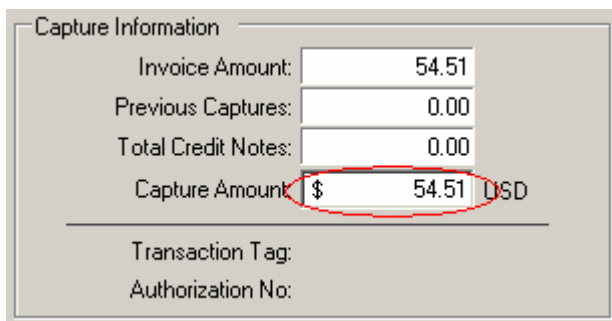 Capture Information
Invoice Amount: 54.51
Previous Captures: 0.00
Total Credit Notes: 0.00
Capture Amount: $ 54.51 USD
Transaction Tag:
Authorization No: